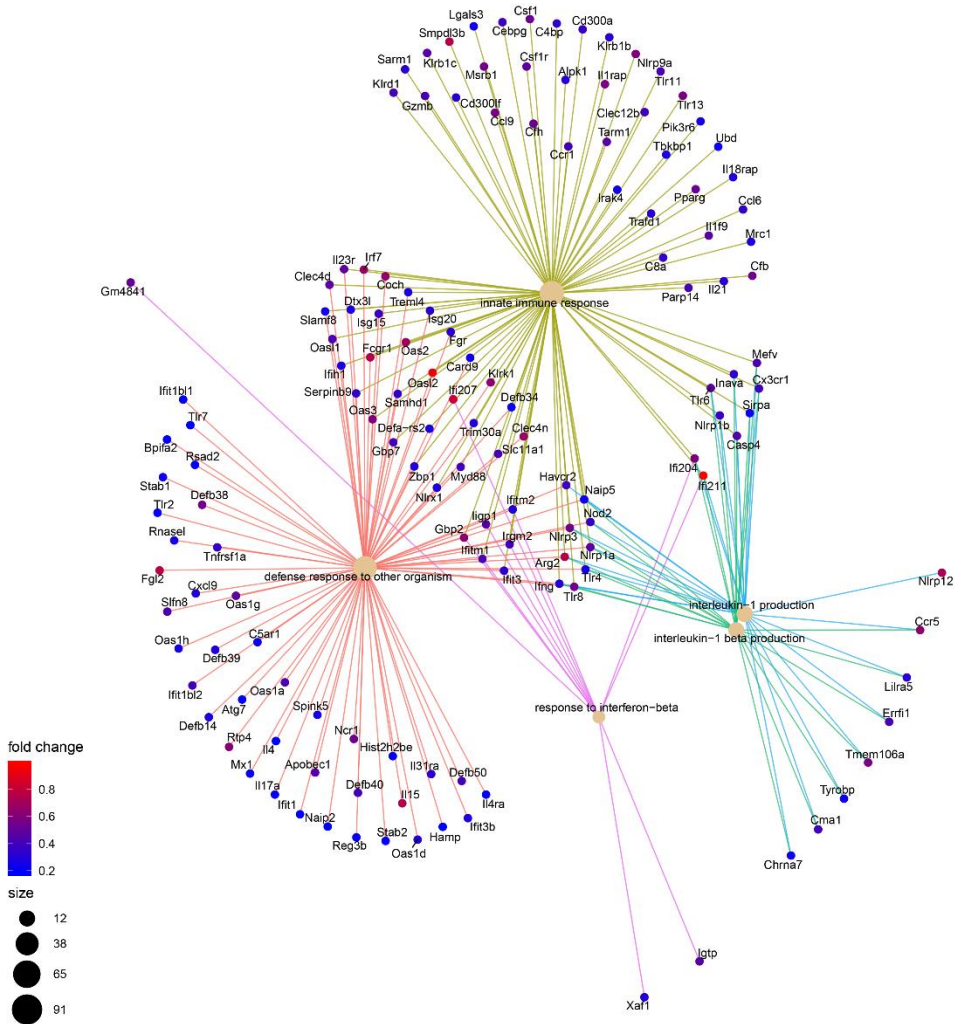 Lgals3
Csf1
Cebpg
C4bp
Cd300a
Smpdl3b
Klrb1b
Klrb1c
Csf1r
Nlrp9a
Sarm1
Msrb1
Alpk1
Il1rap
Tlr11
Klrd1
Gzmb
Cd300lf
Ccl9
Cfh
Clec12b
Tlr13
Ccr1
Tarm1
Pik3r6
Tbkbp1
Ubd
Irak4
Pparg
Il18rap
Trafd1
Il1f9
Ccl6
C8a
Mrc1
Cfb
Parp14
Il21
innate immune response
Il23r
Irf7
Clec4d
Coch
Gm4841
Dtx3l
Treml4
Slamf8
Isg15
Isg20
Oasl1
Fcgr1
Oas2
Fgr
Ifih1
Oasl2
Card9
Serpinb9
Samhd1
Ifi207
Klrk1
Oas3
Defa-rs2
Defb34
Gbp7
Trim30a
Clec4n
Slc11a1
Zbp1
Myd88
Nlrx1
Mefv
Inava
Cx3cr1
Tlr6
Sirpa
Nlrp1b
Casp4
Ifi204
Ifi211
Havcr2
Naip5
Ifitm2
Iigp1
Nod2
Gbp2
Irgm2
Nlrp3
Nlrp1a
Ifitm1
Arg2
Ifit3
Ifng
Tlr4
Tlr8
Ifit1bl1
Tlr7
Bpifa2
Rsad2
Stab1
Tlr2
Defb38
Rnasel
Tnfrsf1a
defense response to other organism
Fgl2
Cxcl9
Slfn8
Oas1g
Oas1h
C5ar1
Defb39
Ifit1bl2
Oas1a
Atg7
Defb14
Spink5
Rtp4
Il4
Ncr1
Hist2h2be
Mx1
Apobec1
Il31ra
Il17a
Defb40
Defb50
Ifit1
Il15
Il4ra
Naip2
Ifit3b
Reg3b
Stab2
Hamp
Oas1d
interleukin-1 production
interleukin-1 beta production
response to interferon-beta
Nlrp12
Ccr5
Lilra5
Errfi1
Tmem106a
Tyrobp
Cma1
Chrna7
Igtp
Xaf1
fold change
0.8
0.6
0.4
0.2
size
12
38
65
91